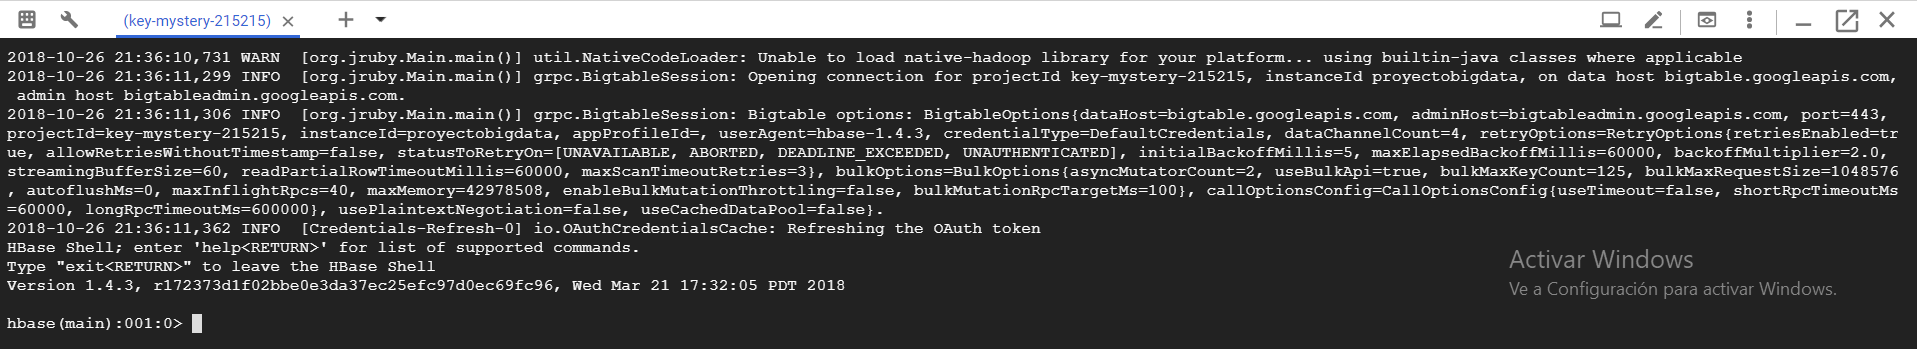 (key-mystery-215215)
2018-10-26 21:36:10,731 WARN  [org.jruby.Main.main()] util.NativeCodeLoader: Unable to load native-hadoop library for your platform... using builtin-java classes where applicable
2018-10-26 21:36:11,299 INFO  [org.jruby.Main.main()] grpc.BigtableSession: Opening connection for projectId key-mystery-215215, instanceId proyectobigdata, on data host bigtable.googleapis.com,
 admin host bigtableadmin.googleapis.com.
2018-10-26 21:36:11,306 INFO  [org.jruby.Main.main()] grpc.BigtableSession: Bigtable options: BigtableOptions{dataHost=bigtable.googleapis.com, adminHost=bigtableadmin.googleapis.com, port=443,
projectId=key-mystery-215215, instanceId=proyectobigdata, appProfileId=, userAgent=hbase-1.4.3, credentialType=DefaultCredentials, dataChannelCount=4, retryOptions=RetryOptions{retriesEnabled=tr
ue, allowRetriesWithoutTimestamp=false, statusToRetryOn=[UNAVAILABLE, ABORTED, DEADLINE_EXCEEDED, UNAUTHENTICATED], initialBackoffMillis=5, maxElapsedBackoffMillis=60000, backoffMultiplier=2.0,
streamingBufferSize=60, readPartialRowTimeoutMillis=60000, maxScanTimeoutRetries=3}, bulkOptions=BulkOptions{asyncMutatorCount=2, useBulkApi=true, bulkMaxKeyCount=125, bulkMaxRequestSize=1048576
, autoflushMs=0, maxInflightRpcs=40, maxMemory=42978508, enableBulkMutationThrottling=false, bulkMutationRpcTargetMs=100}, callOptionsConfig=CallOptionsConfig{useTimeout=false, shortRpcTimeoutMs
=60000, longRpcTimeoutMs=600000}, usePlaintextNegotiation=false, useCachedDataPool=false}.
2018-10-26 21:36:11,362 INFO  [Credentials-Refresh-0] io.OAuthCredentialsCache: Refreshing the OAuth token
HBase Shell; enter 'help<RETURN>' for list of supported commands.
Type "exit<RETURN>" to leave the HBase Shell
Version 1.4.3, r172373d1f02bbe0e3da37ec25efc97d0ec69fc96, Wed Mar 21 17:32:05 PDT 2018
hbase(main):001:0>
Activar Windows
Ve a Configuración para activar Windows.